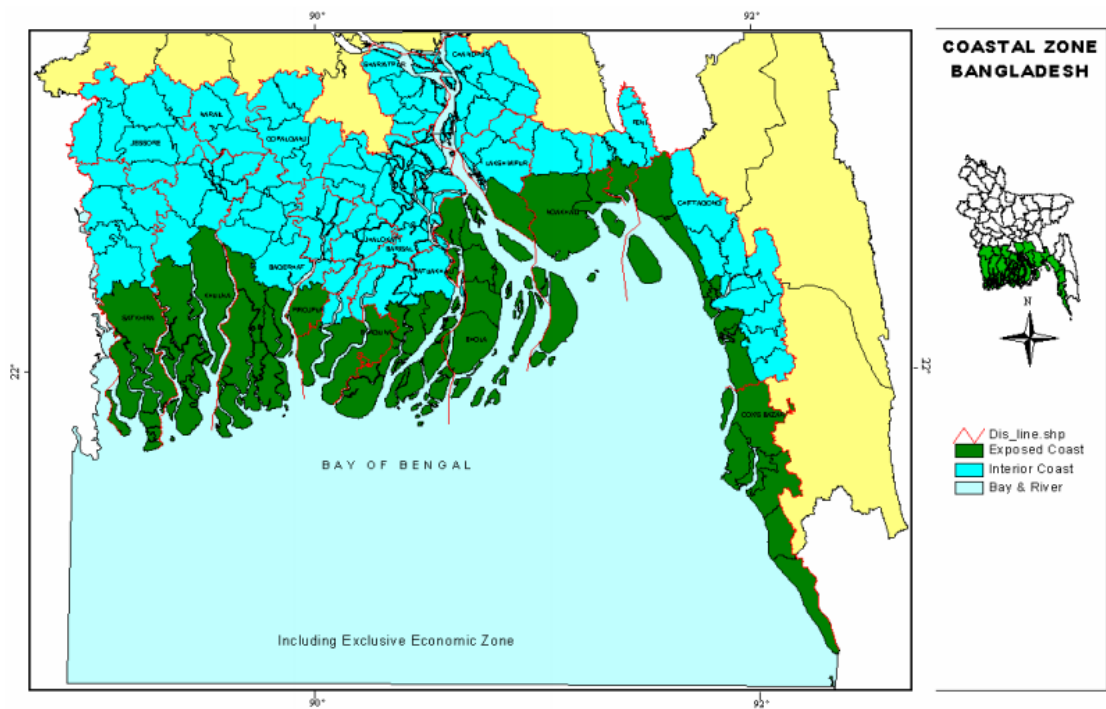 90°
92°
COASTAL ZONE
BANGLADESH
SHARIATPUR
CHANDPUR
NARAIL
FENI
JESSORE
GOPALGANJ
LAKSHMIPUR
NOAKHALI
CHITTAGONG
JHALOKATI
BARISAL
BAGERHAT
PATUAKHALI
KHULNA
SATKHIRA
PIROJPUR
BARGUNA
BHOLA
N
22°
22°
COX'S BAZAR
BAY OF BENGAL
Dis_line.shp
Exposed Coast
Interior Coast
Bay & River
Including Exclusive Economic Zone
90°
92°